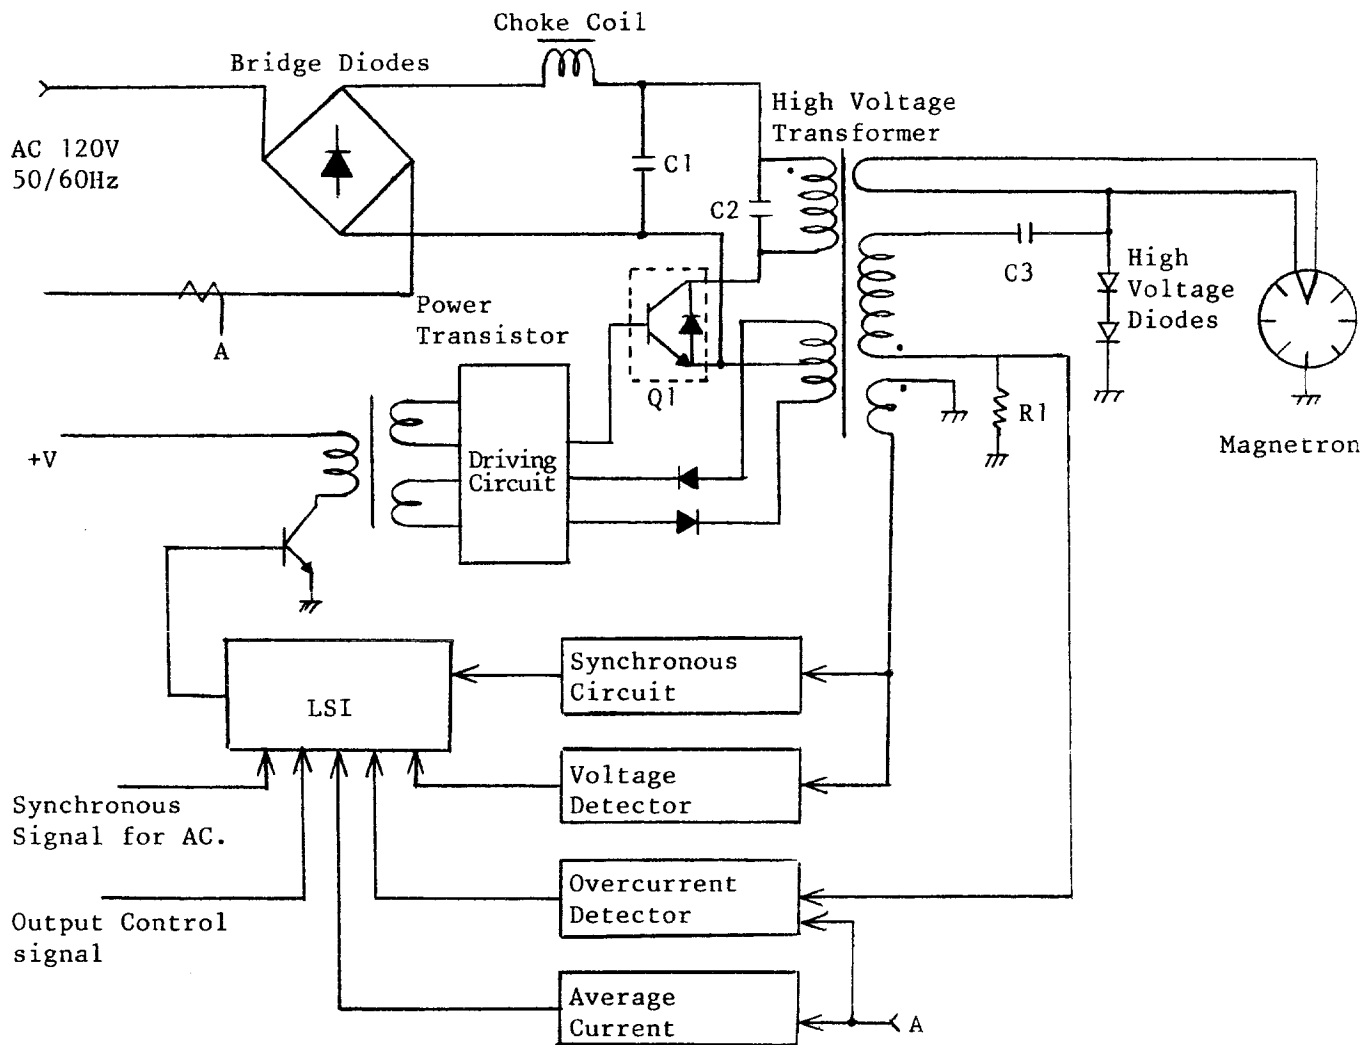 Choke Coil
Bridge Diodes
High Voltage
Transformer
AC 120V
50/60Hz
C1
C2
C3
High
Voltage
Diodes
Power
Transistor
A
Q1
R1
Magnetron
+V
Driving
Circuit
LSI
Synchronous
Circuit
Voltage
Detector
Synchronous
Signal for AC.
Overcurrent
Detector
Output Control
signal
Average
Current
A